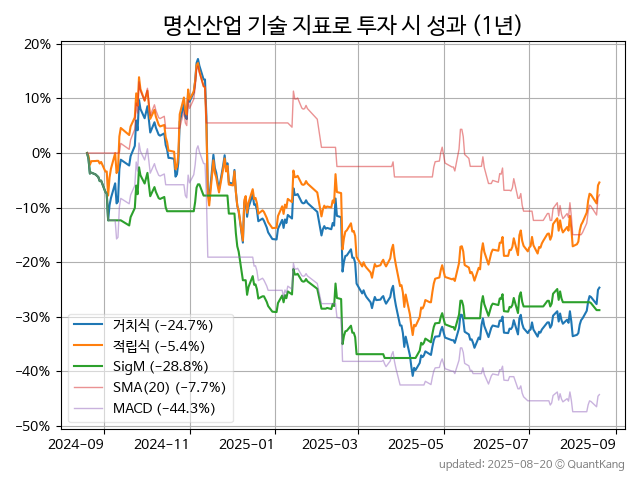 명신산업 기술 지표로 투자 시 성과 (1년)
20%
10%
0%
−10%
−20%
−30%
−40%
−50%
거치식 (−24.7%)
적립식 (−5.4%)
SigM (−28.8%)
SMA(20) (−7.7%)
MACD (−44.3%)
2024-09 2024-11 2025-01 2025-03 2025-05 2025-07 2025-09
updated: 2025-08-20 © QuantKang